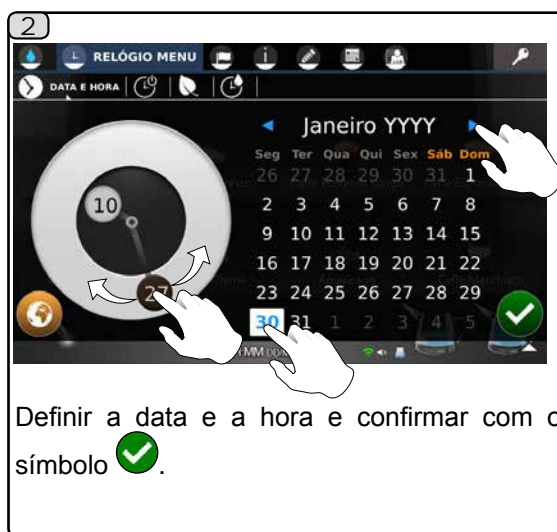 2
RELÓGIO MENU
DATA E HORA
Janeiro YYYY
Seg Ter Qua Qui Sex Sáb Dom
26 27 28 29 30 31 1
2 3 4 5 6 7 8
9 10 11 12 13 14 15
16 17 18 19 20 21 22
23 24 25 26 27 28 29
30 31 1 2 3 4 5
10
27
Definir a data e a hora e confirmar com o
símbolo .